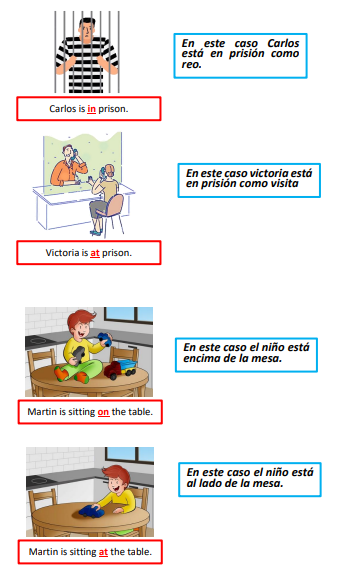 En este caso Carlos
está en prisión como
reo.
Carlos is in prison.
En este caso victoria está
en prisión como visita
Victoria is at prison.
En este caso el niño está
encima de la mesa.
Martin is sitting on the table.
En este caso el niño está
al lado de la mesa.
Martin is sitting at the table.